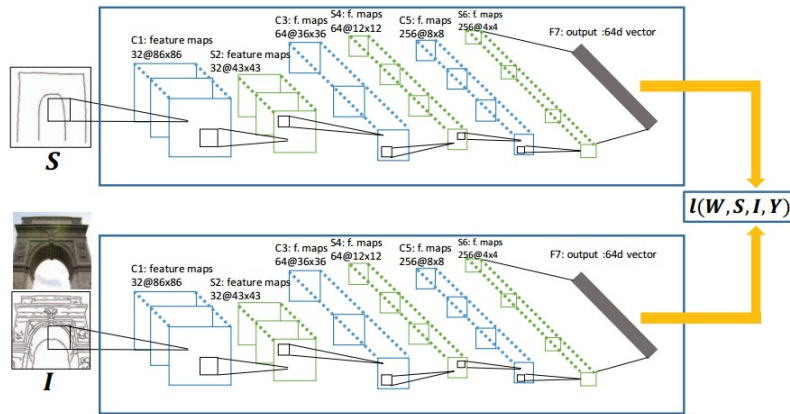 C1: feature maps
32@86x86
S2: feature maps
32@43x43
C3: f. maps
64@36x36
S4: f. maps
64@12x12
C5: f. maps
256@8x8
S6: f. maps
256@4x4
F7: output :64d vector
S
l(W, S, I, Y)
C1: feature maps
32@86x86
S2: feature maps
32@43x43
C3: f. maps
64@36x36
S4: f. maps
64@12x12
C5: f. maps
256@8x8
S6: f. maps
256@4x4
F7: output :64d vector
I